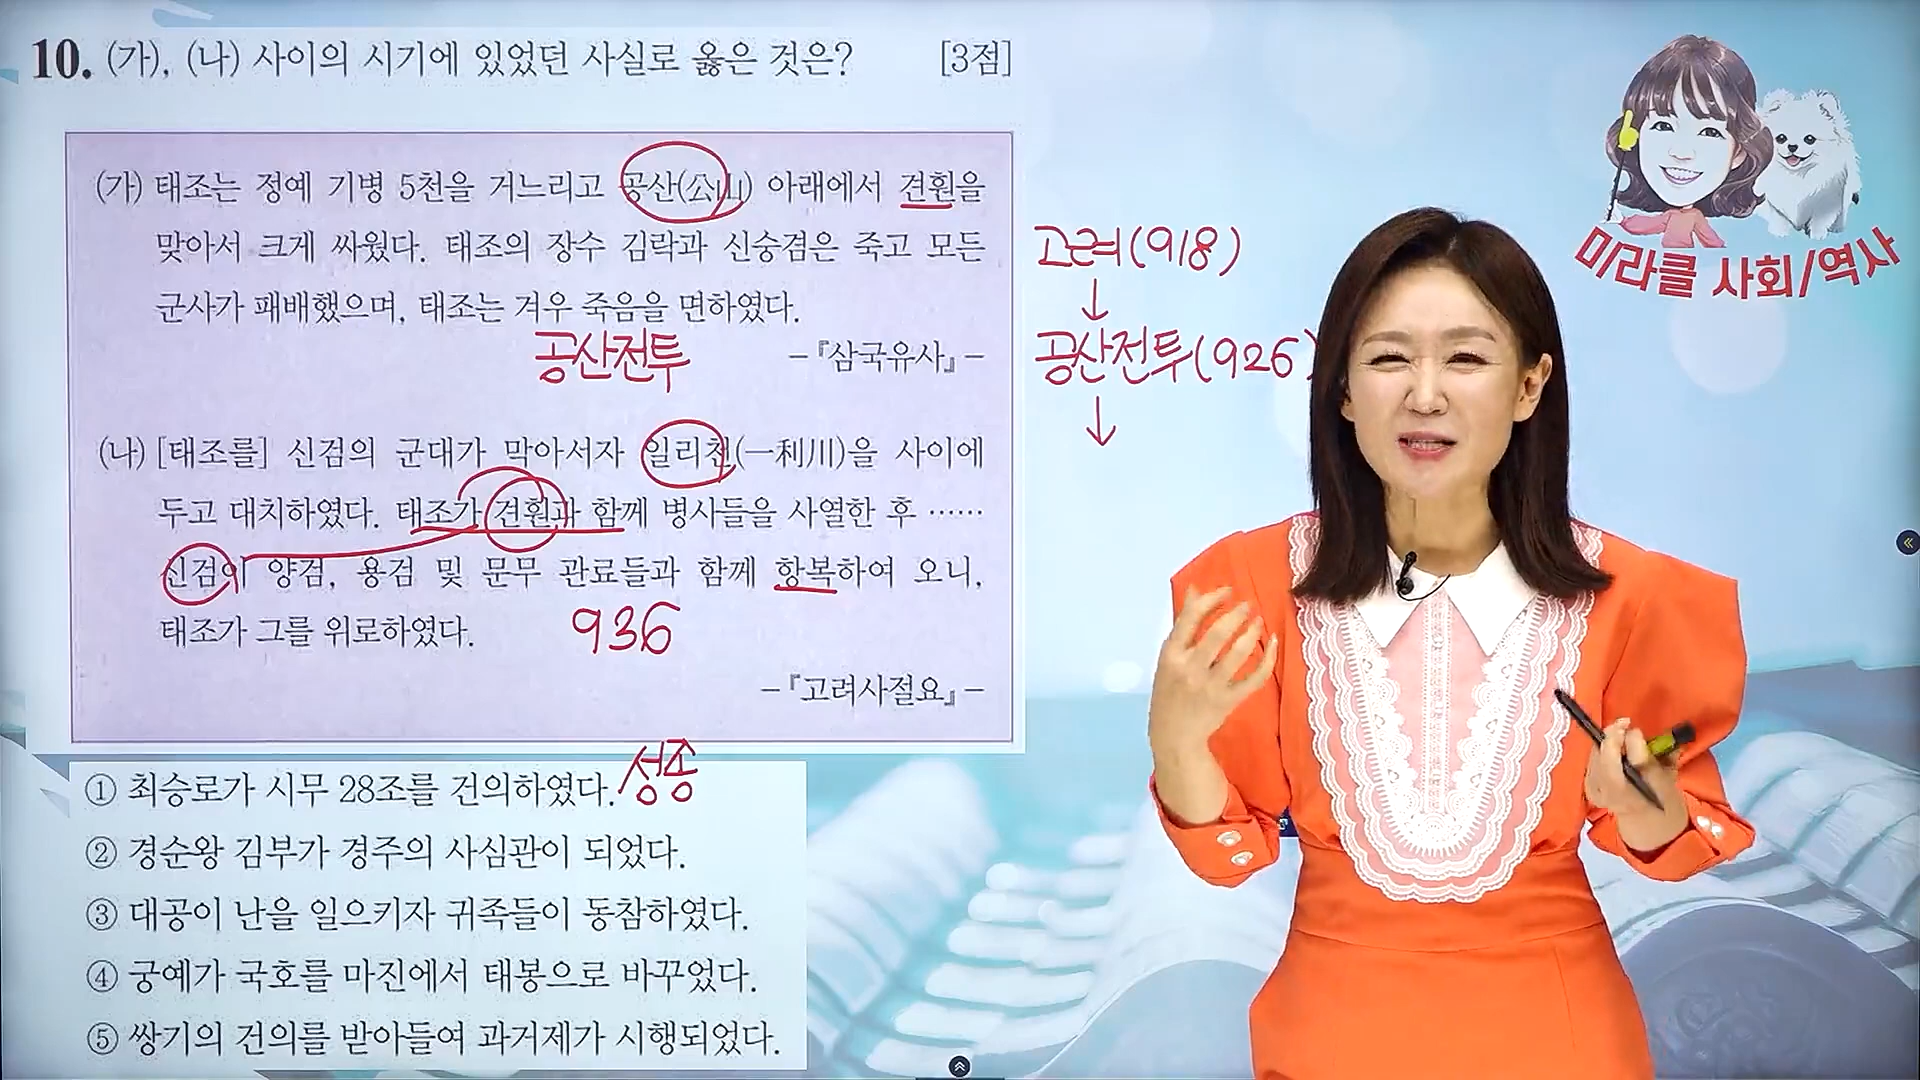 10. (가), (나) 사이의 시기에 있었던 사실로 옳은 것은? [3점]
(가) 태조는 정예 기병 5천을 거느리고 공산(公山) 아래에서 견훤을
맞아서 크게 싸웠다. 태조의 장수 김락과 신숭겸은 죽고 모든
군사가 패배했으며, 태조는 겨우 죽음을 면하였다.
공산전투
-『삼국유사』-
(나) [태조를] 신검의 군대가 막아서자 일리천(一利川)을 사이에
두고 대치하였다. 태조가 견훤과 함께 병사들을 사열한 후 ……
신검이 양검, 용검 및 문무 관료들과 함께 항복하여 오니,
태조가 그를 위로하였다.
936
-『고려사절요』-
① 최승로가 시무 28조를 건의하였다. 성종
② 경순왕 김부가 경주의 사심관이 되었다.
③ 대공이 난을 일으키자 귀족들이 동참하였다.
④ 궁예가 국호를 마진에서 태봉으로 바꾸었다.
⑤ 쌍기의 건의를 받아들여 과거제가 시행되었다.
고려(918)
↓
공산전투(926)
↓
미라클 사회/역사